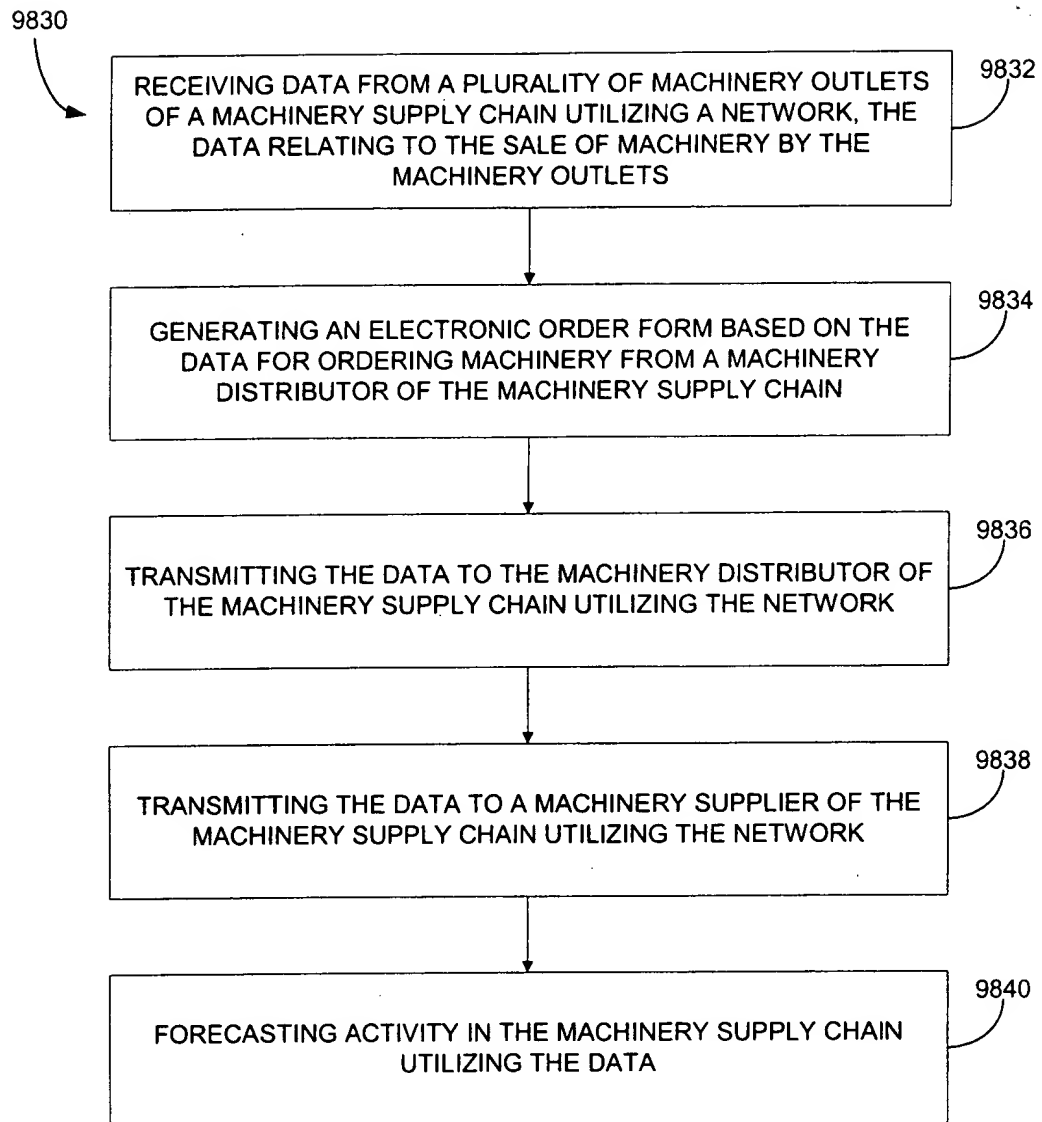 9830
RECEIVING DATA FROM A PLURALITY OF MACHINERY OUTLETS
OF A MACHINERY SUPPLY CHAIN UTILIZING A NETWORK, THE
DATA RELATING TO THE SALE OF MACHINERY BY THE
MACHINERY OUTLETS
9832
GENERATING AN ELECTRONIC ORDER FORM BASED ON THE
DATA FOR ORDERING MACHINERY FROM A MACHINERY
DISTRIBUTOR OF THE MACHINERY SUPPLY CHAIN
9834
TRANSMITTING THE DATA TO THE MACHINERY DISTRIBUTOR OF
THE MACHINERY SUPPLY CHAIN UTILIZING THE NETWORK
9836
TRANSMITTING THE DATA TO A MACHINERY SUPPLIER OF THE
MACHINERY SUPPLY CHAIN UTILIZING THE NETWORK
9838
FORECASTING ACTIVITY IN THE MACHINERY SUPPLY CHAIN
UTILIZING THE DATA
9840